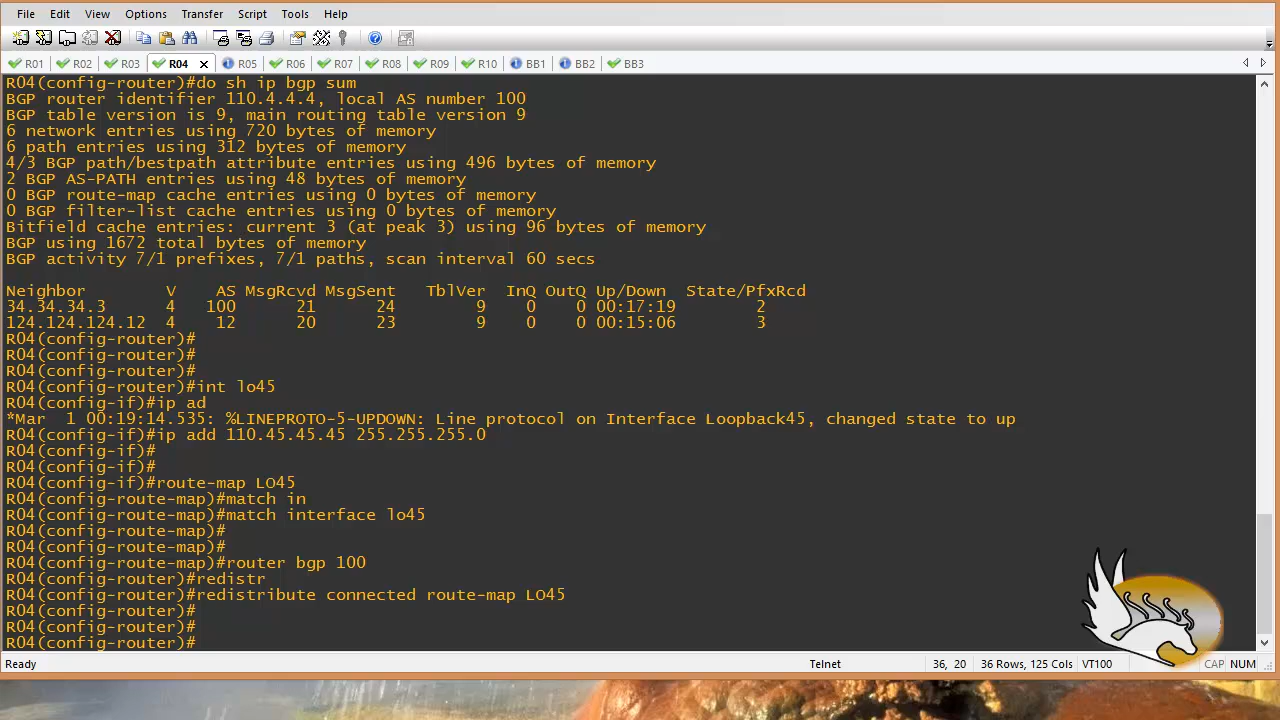 File Edit View Options Transfer Script Tools Help
R01 R02 R03 R04 R05 R06 R07 R08 R09 R10 BB1 BB2 BB3
R04(config-router)#do sh ip bgp sum
BGP router identifier 110.4.4.4, local AS number 100
BGP table version is 9, main routing table version 9
6 network entries using 720 bytes of memory
6 path entries using 312 bytes of memory
4/3 BGP path/bestpath attribute entries using 496 bytes of memory
2 BGP AS-PATH entries using 48 bytes of memory
0 BGP route-map cache entries using 0 bytes of memory
0 BGP filter-list cache entries using 0 bytes of memory
Bitfield cache entries: current 3 (at peak 3) using 96 bytes of memory
BGP using 1672 total bytes of memory
BGP activity 7/1 prefixes, 7/1 paths, scan interval 60 secs
Neighbor V AS MsgRcvd MsgSent TblVer InQ OutQ Up/Down State/PfxRcd
34.34.34.3 4 100 21 24 9 0 0 00:17:19 2
124.124.124.12 4 12 20 23 9 0 0 00:15:06 3
R04(config-router)#
R04(config-router)#
R04(config-router)#
R04(config-router)#int lo45
R04(config-if)#ip ad
*Mar 1 00:19:14.535: %LINEPROTO-5-UPDOWN: Line protocol on Interface Loopback45, changed state to up
R04(config-if)#ip add 110.45.45.45 255.255.255.0
R04(config-if)#
R04(config-if)#
R04(config-if)#route-map LO45
R04(config-route-map)#match in
R04(config-route-map)#match interface lo45
R04(config-route-map)#
R04(config-route-map)#
R04(config-route-map)#router bgp 100
R04(config-router)#redistr
R04(config-router)#redistribute connected route-map LO45
R04(config-router)#
R04(config-router)#
R04(config-router)#
Ready Telnet 36, 20 36 Rows, 125 Cols VT100 CAP NUM